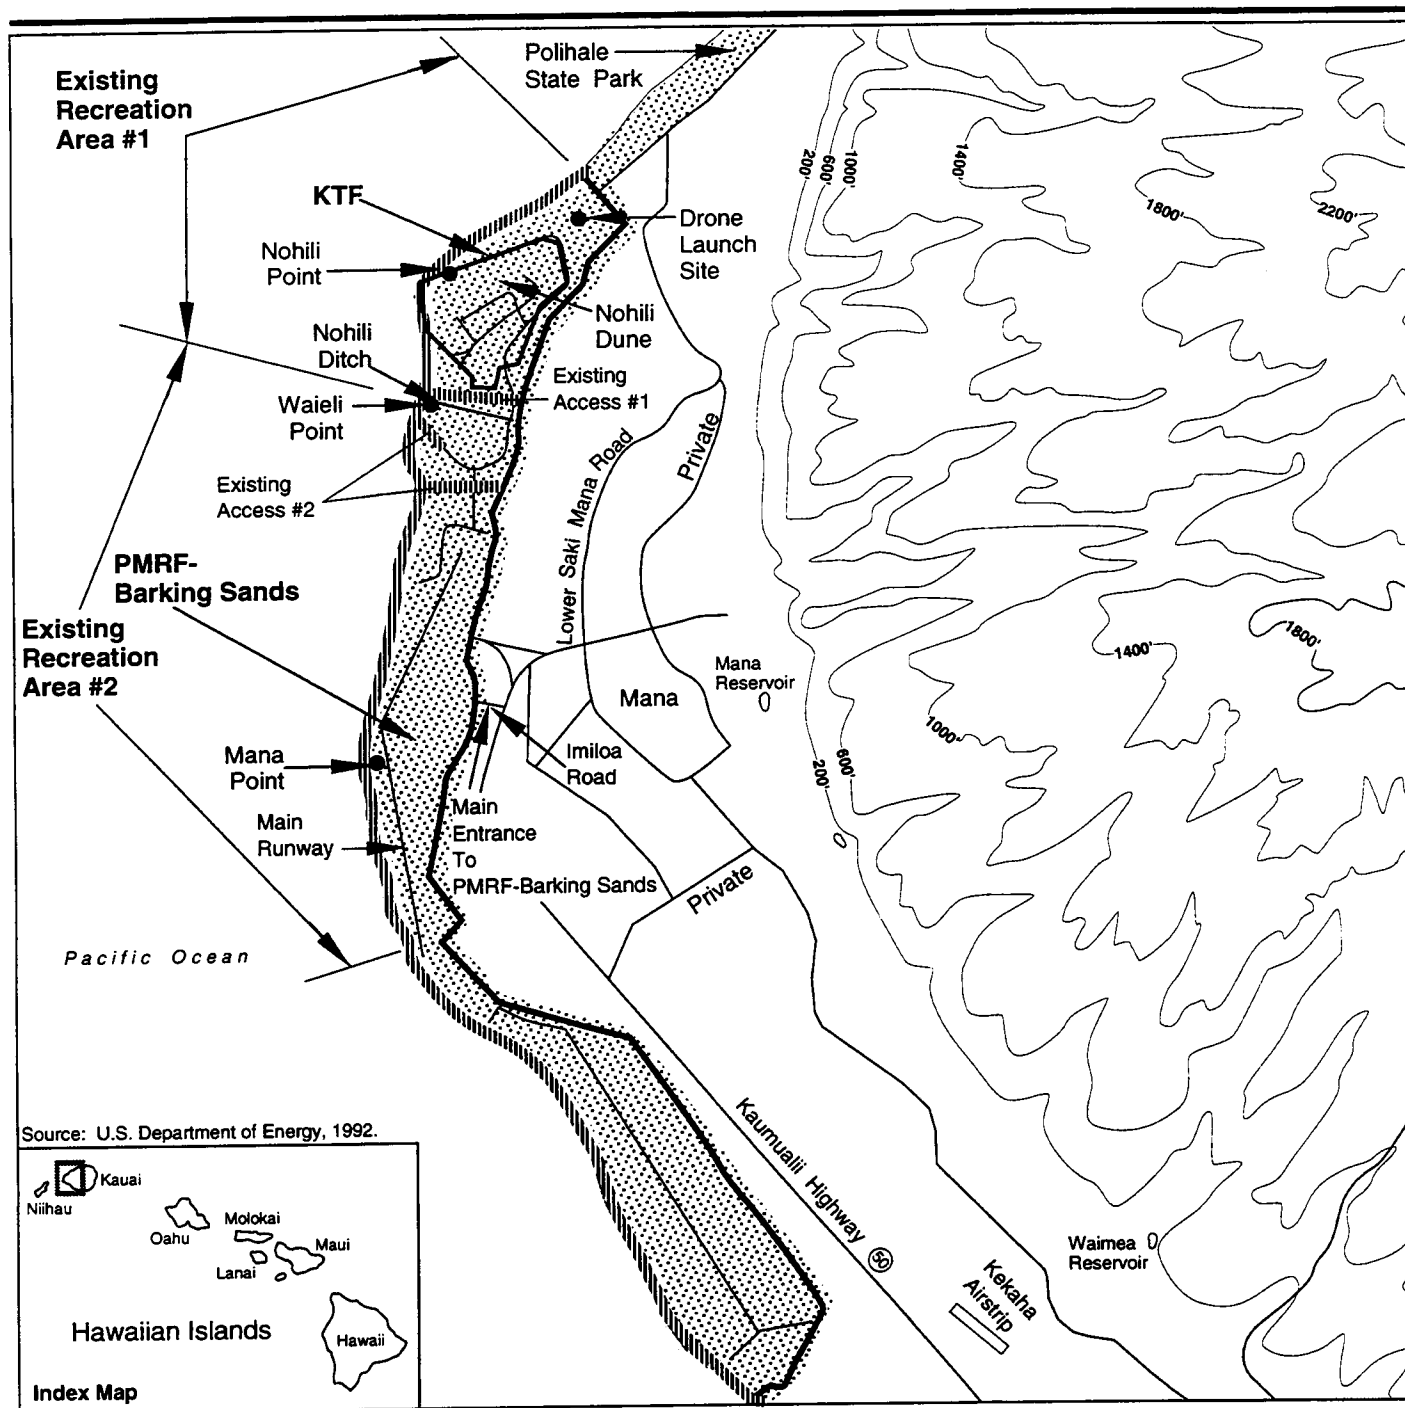 Polihale
State Park
Existing
Recreation
Area #1
200'
600'
1000'
1400'
1800'
2200'
KTF
Drone
Launch
Site
Nohili
Point
Nohili
Dune
Nohili
Ditch
Existing
Access #1
Waieli
Point
Lower Saki Mana Road
Private
Existing
Access #2
PMRF-
Barking Sands
Existing
Recreation
Area #2
Mana
Reservoir
Mana
1400'
1800'
1000'
600'
200'
Imiloa
Road
Mana
Point
Main
Runway
Main
Entrance
To
PMRF-Barking Sands
Private
Pacific Ocean
Kaumualii Highway 50
Source: U.S. Department of Energy, 1992.
Kauai
Niihau
Oahu
Molokai
Maui
Lanai
Hawaiian Islands
Hawaii
Index Map
Waimea
Reservoir
Kekaha
Airstrip